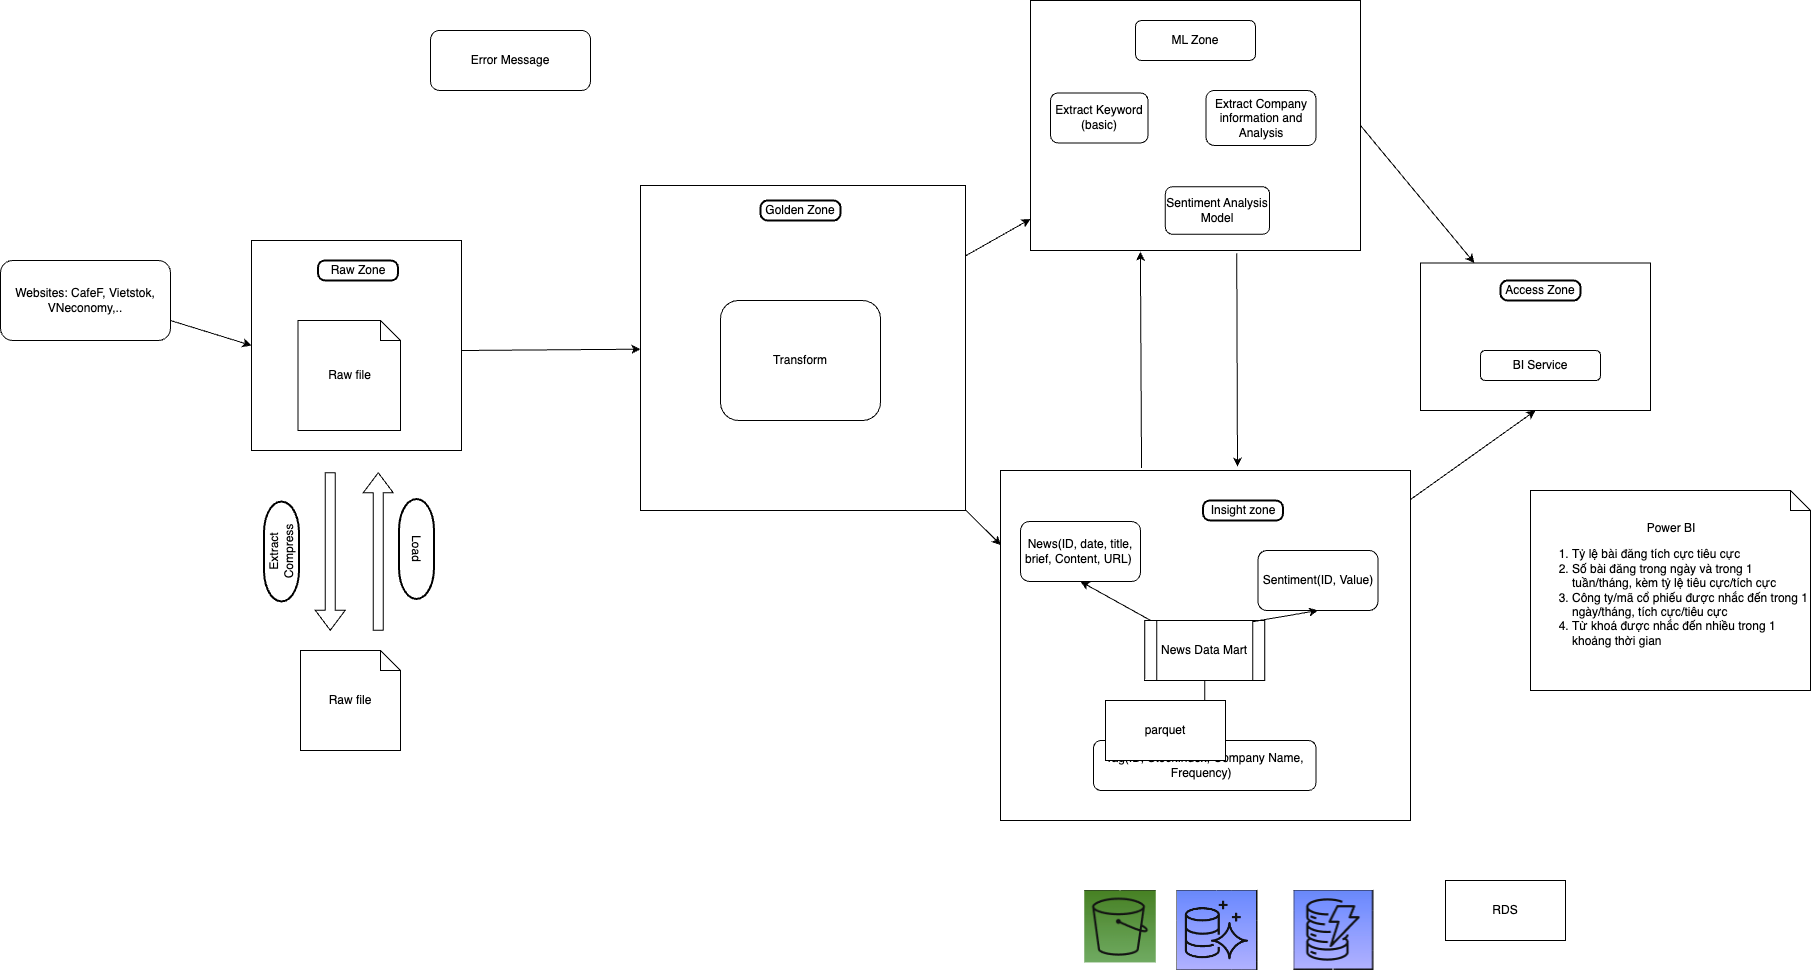 Error Message
ML Zone
Extract Keyword
(basic)
Extract Company
information and
Analysis
Sentiment Analysis
Model
Golden Zone
Transform
Raw Zone
Raw file
Websites: CafeF, Vietstok,
VNeconomy,..
Access Zone
BI Service
Extract
Compress
Load
Raw file
Insight zone
News(ID, date, title,
brief, Content, URL)
Sentiment(ID, Value)
News Data Mart
parquet
Company Name,
Frequency)
Power BI
1. Tỷ lệ bài đăng tích cực tiêu cực
2. Số bài đăng trong ngày và trong 1
tuần/tháng, kèm tỷ lệ tiêu cực/tích cực
3. Công ty/mã cổ phiếu được nhắc đến trong 1
ngày/tháng, tích cực/tiêu cực
4. Từ khoá được nhắc đến nhiều trong 1
khoảng thời gian
RDS